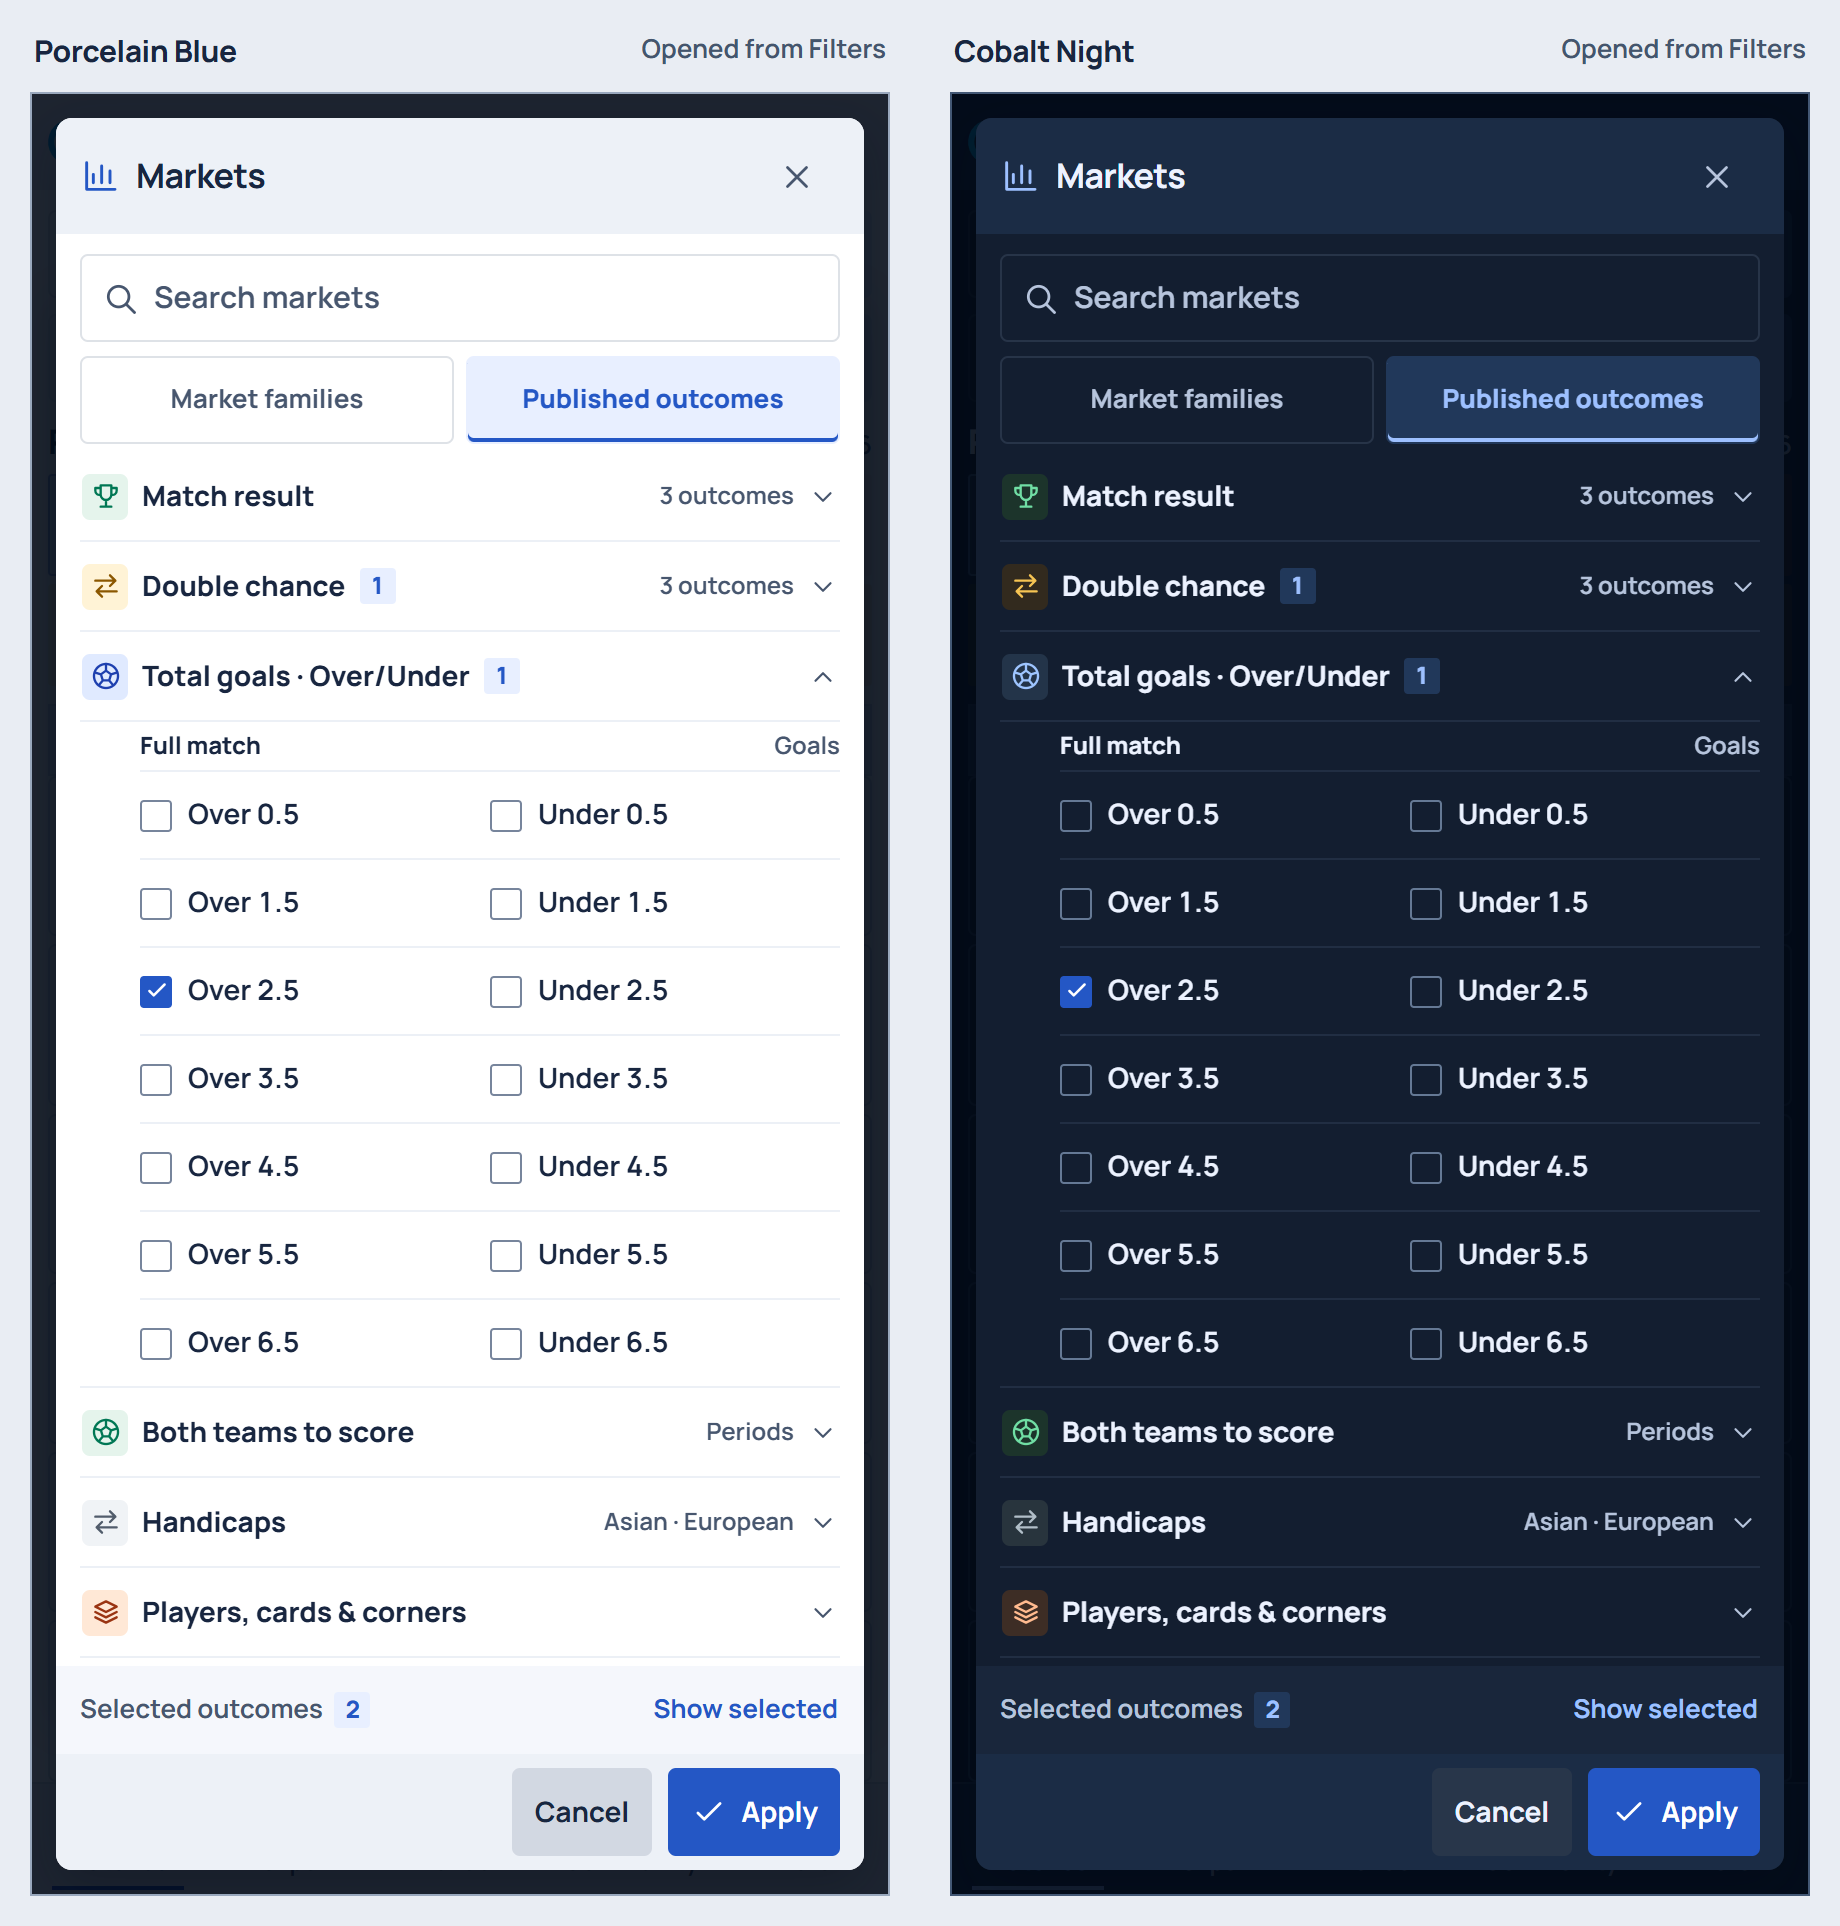 Porcelain Blue
Opened from Filters
Markets
Search markets
Market families
Published outcomes
Match result
3 outcomes
Double chance
1
3 outcomes
Total goals · Over/Under
1
Full match
Goals
Over 0.5
Under 0.5
Over 1.5
Under 1.5
Over 2.5
Under 2.5
Over 3.5
Under 3.5
Over 4.5
Under 4.5
Over 5.5
Under 5.5
Over 6.5
Under 6.5
Both teams to score
Periods
Handicaps
Asian · European
Players, cards & corners
Selected outcomes
2
Show selected
Cancel
Apply
Cobalt Night
Opened from Filters
Markets
Search markets
Market families
Published outcomes
Match result
3 outcomes
Double chance
1
3 outcomes
Total goals · Over/Under
1
Full match
Goals
Over 0.5
Under 0.5
Over 1.5
Under 1.5
Over 2.5
Under 2.5
Over 3.5
Under 3.5
Over 4.5
Under 4.5
Over 5.5
Under 5.5
Over 6.5
Under 6.5
Both teams to score
Periods
Handicaps
Asian · European
Players, cards & corners
Selected outcomes
2
Show selected
Cancel
Apply